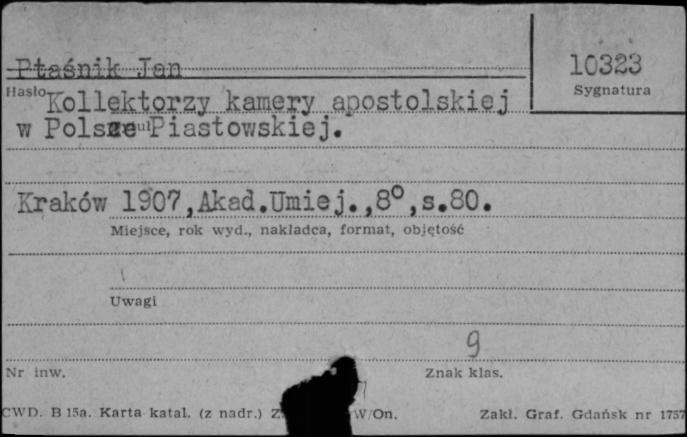 Ptaśnik Jan
10323
Hasło
Sygnatura
Kollektorzy kamery apostolskiej
w Polsce Piastowskiej.
Kraków 1907, Akad.Umiej.,8°,s.80.
Miejsce, rok wyd., nakładca, format, objętość
Uwagi
9
Nr inw.
Znak klas.
CWD. B 15a. Karta katal. (z nadr.) Z W/On.
Zakł. Graf. Gdańsk nr 1757